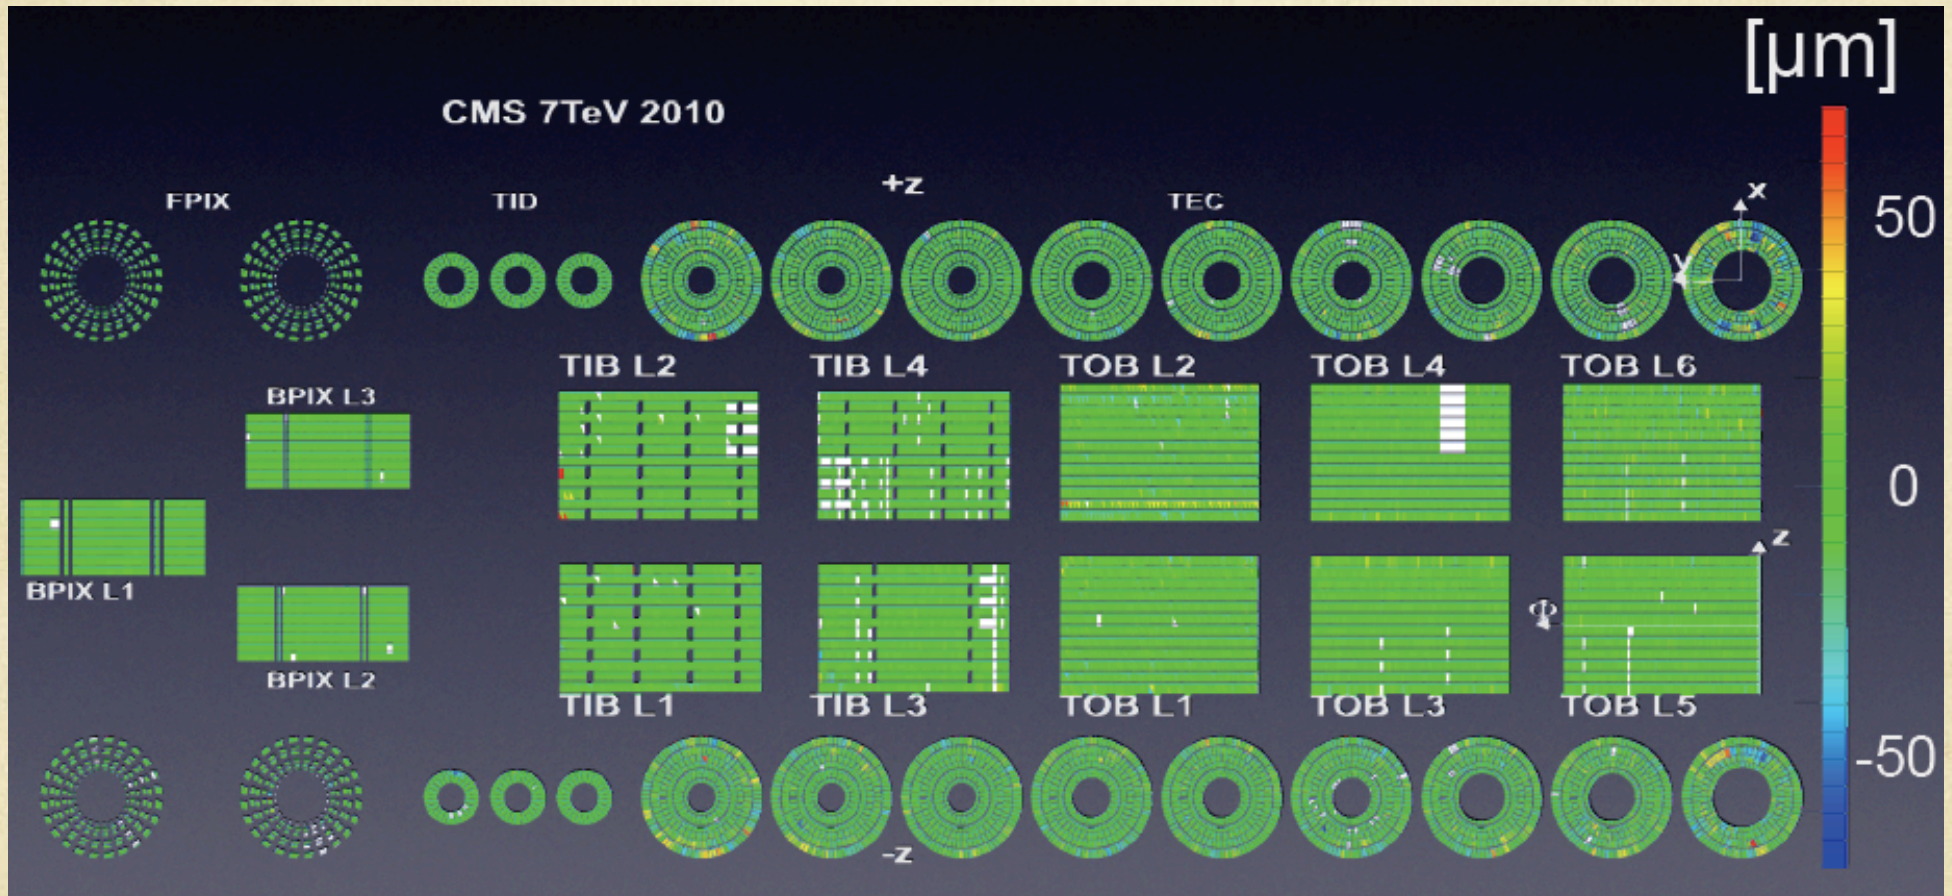 [μm]
CMS 7TeV 2010
+z
FPIX TID TEC
x
50
y
TIB L2 TIB L4 TOB L2 TOB L4 TOB L6
BPIX L3
0
z
BPIX L1
Φ
BPIX L2
TIB L1 TIB L3 TOB L1 TOB L3 TOB L5
-50
-z